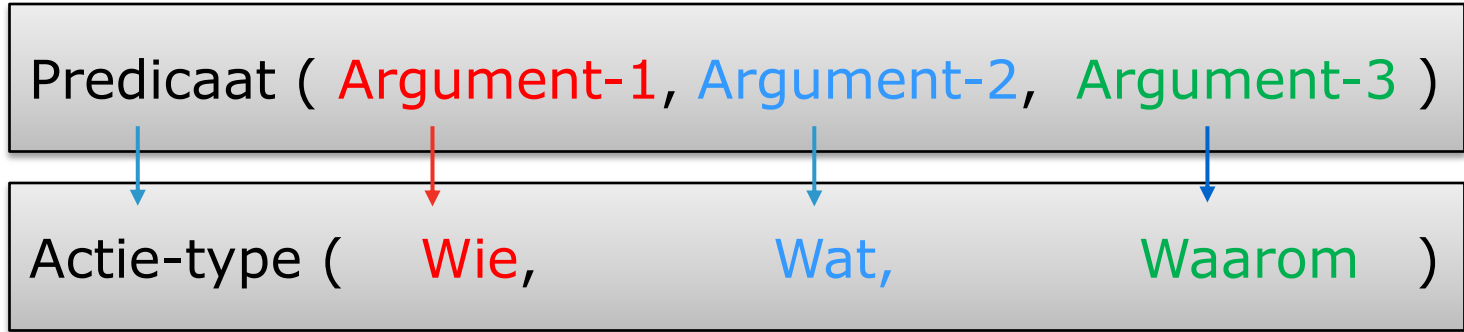 Predicaat ( Argument-1, Argument-2, Argument-3 )
Actie-type ( Wie, Wat, Waarom )